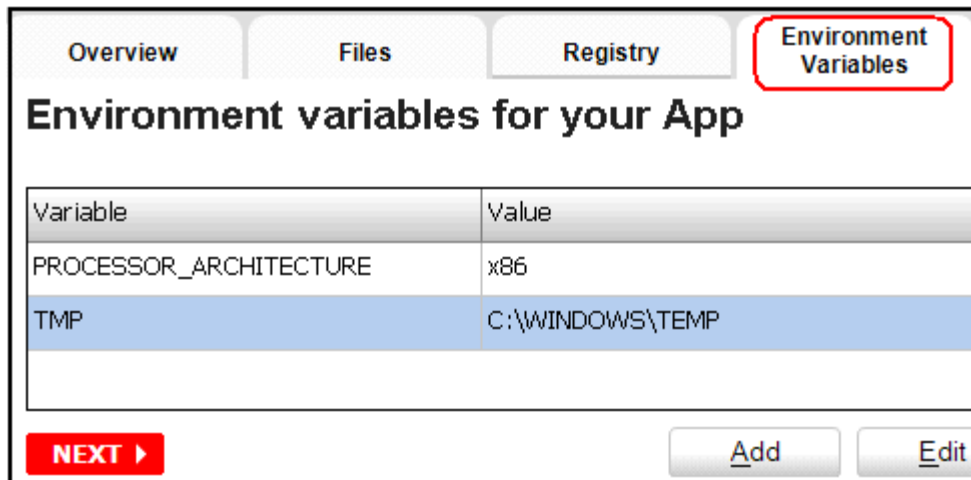 Overview Files Registry Environment Variables
Environment variables for your App
Variable Value
PROCESSOR_ARCHITECTURE x86
TMP C:\WINDOWS\TEMP
NEXT Add Edit